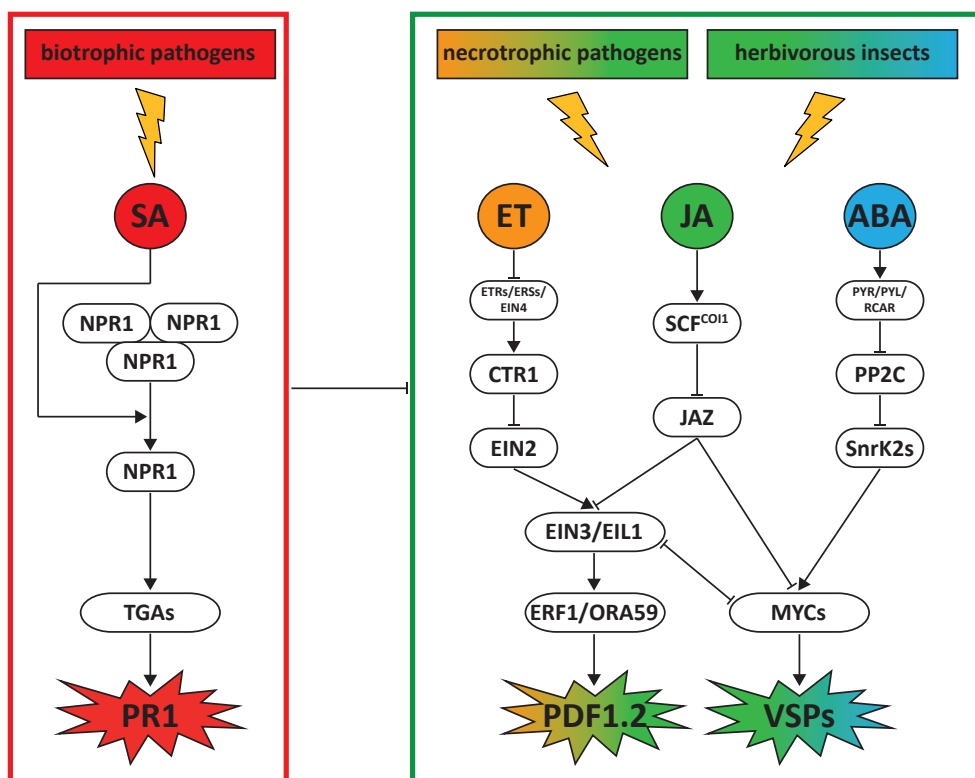 biotrophic pathogens
SA
NPR1
NPR1
NPR1
NPR1
TGAs
PR1
necrotrophic pathogens
herbivorous insects
ET
JA
ABA
ETRs/ERSs/
EIN4
SCFCOI1
PYR/PYL/
RCAR
CTR1
PP2C
JAZ
EIN2
SnrK2s
EIN3/EIL1
ERF1/ORA59
MYCs
PDF1.2
VSPs